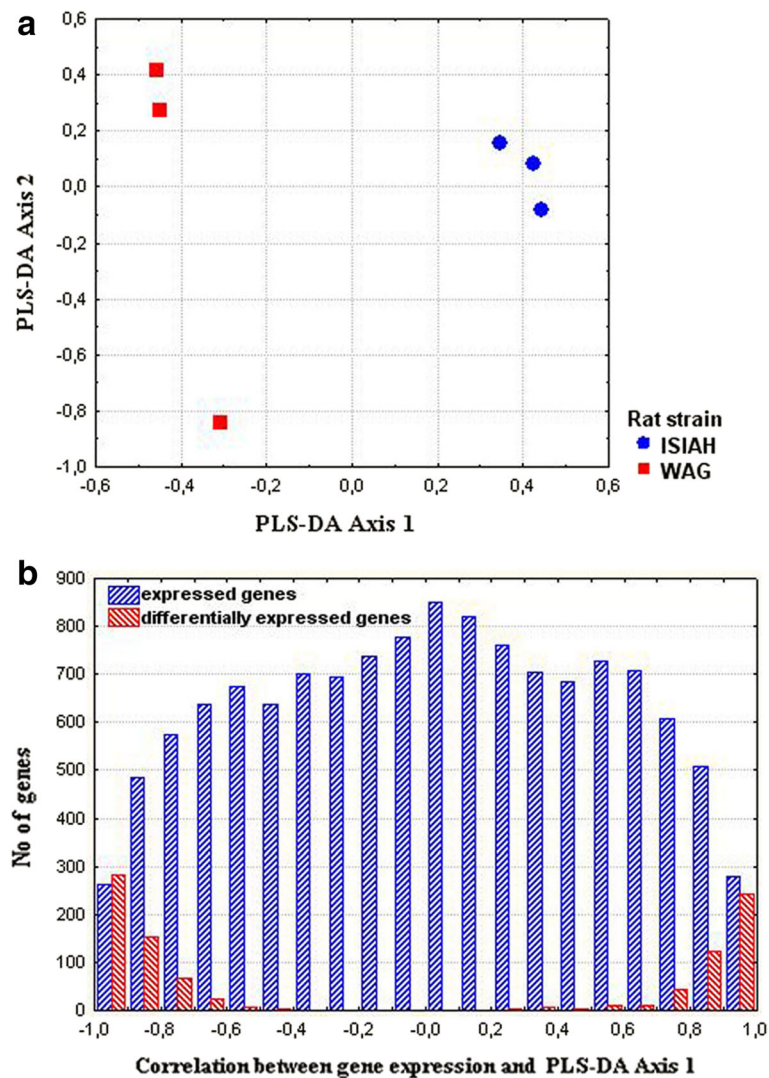 a
0,6
0,4
0,2
0,0
-0,2
-0,4
-0,6
-0,8
-1,0
PLS-DA Axis 2
-0,6 -0,4 -0,2 0,0 0,2 0,4 0,6
PLS-DA Axis 1
Rat strain
ISIAH
WAG
b
900
800
700
600
500
400
300
200
100
0
No of genes
expressed genes
differentially expressed genes
-1,0 -0,8 -0,6 -0,4 -0,2 -0,0 0,2 0,4 0,6 0,8 1,0
Correlation between gene expression and PLS-DA Axis 1